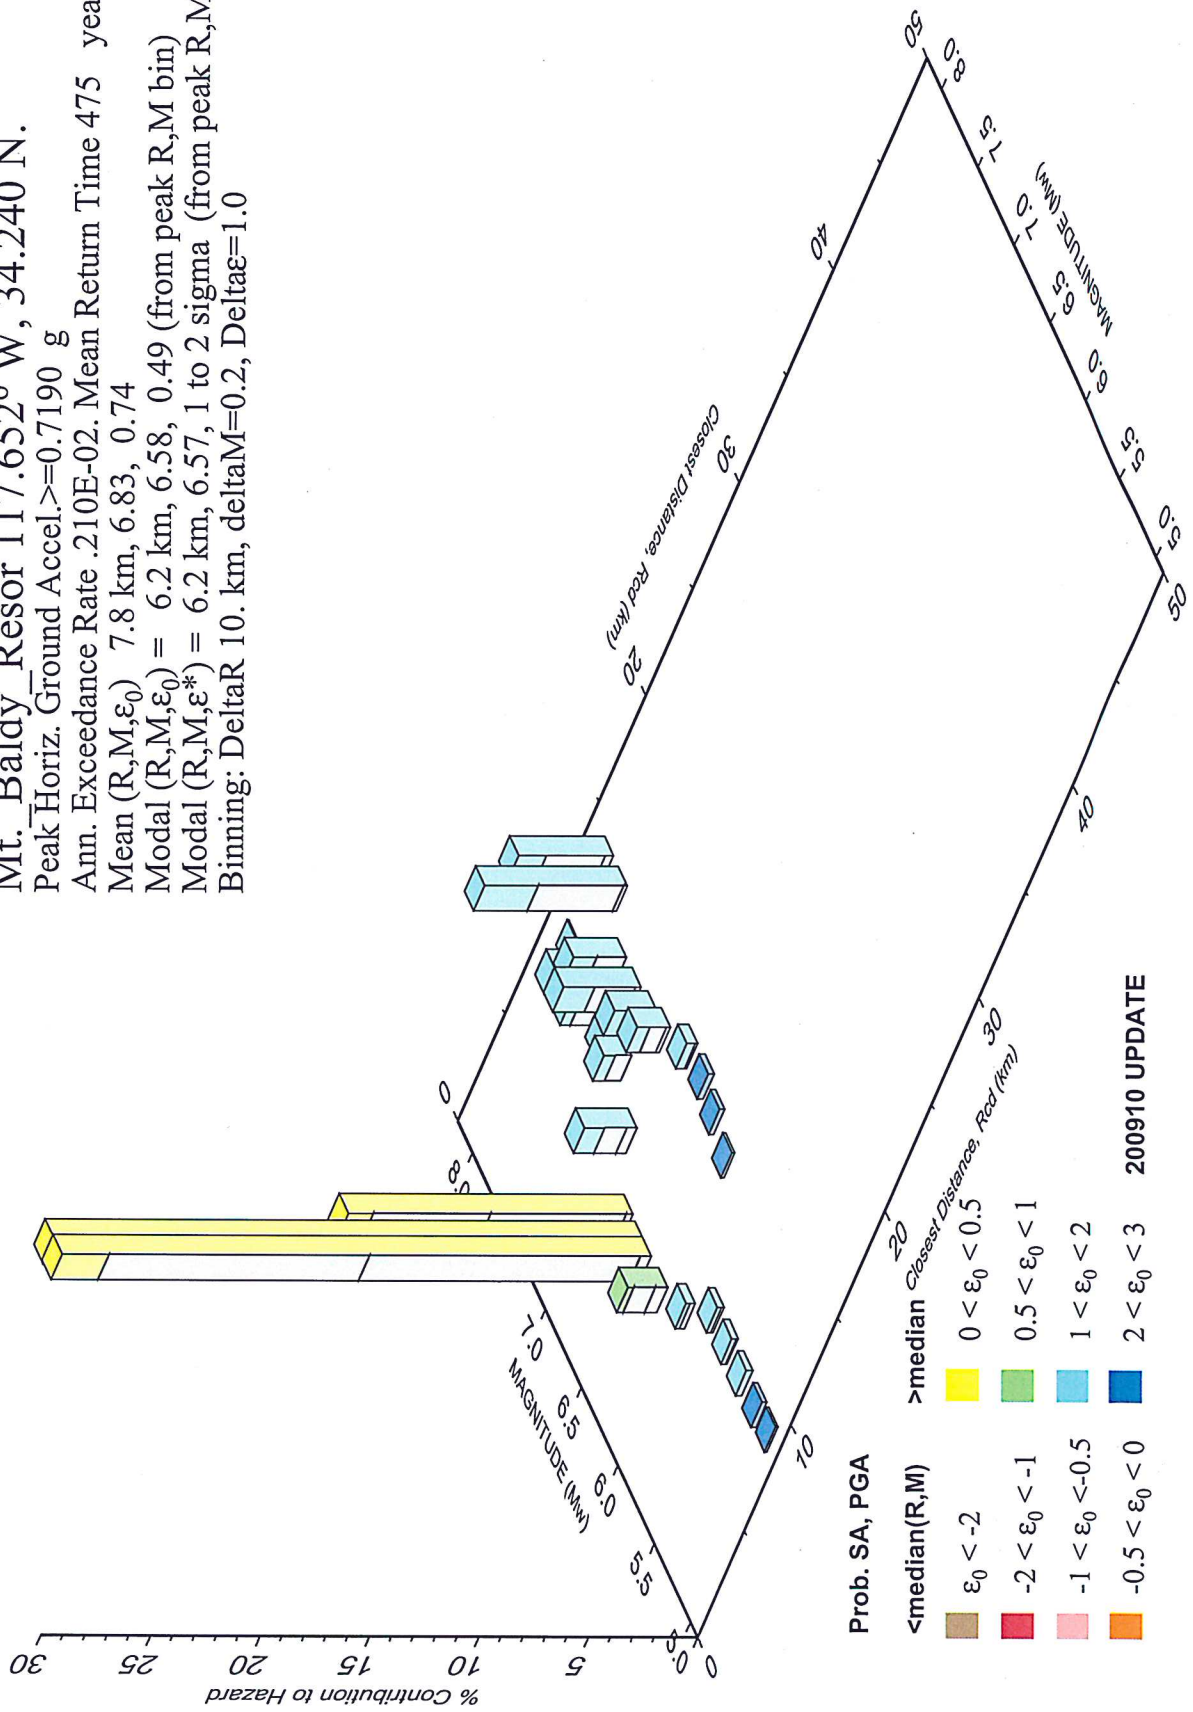 Mt._Baldy_Resor 117.652° W, 34.240 N.
Peak Horiz. Ground Accel.>=0.7190 g
Ann. Exceedance Rate .210E-02. Mean Return Time 475
Mean (R,M,ε0) 7.8 km, 6.83, 0.74
Modal (R,M,ε0) = 6.2 km, 6.58, 0.49 (from peak R,M bin)
Modal (R,M,ε*) = 6.2 km, 6.57, 1 to 2 sigma (from peak R,M
Binning: DeltaR 10. km, deltaM=0.2, Deltaε=1.0
% Contribution to Hazard
0 5 10 15 20 25 30
MAGNITUDE (Mw)
5.5 6.0 6.5 7.0 8.0
Closest Distance, Rcd (km)
0 20 30 40 50
Closest Distance, Rcd (km)
0 10 20 30 40 50
MAGNITUDE (Mw)
5.0 5.5 6.0 6.5 7.0 7.5 8.0
Prob. SA, PGA
<median(R,M) >median
ε0 < -2 0 < ε0 < 0.5
-2 < ε0 < -1 0.5 < ε0 < 1
-1 < ε0 <-0.5 1 < ε0 < 2
-0.5 < ε0 < 0 2 < ε0 < 3
200910 UPDATE